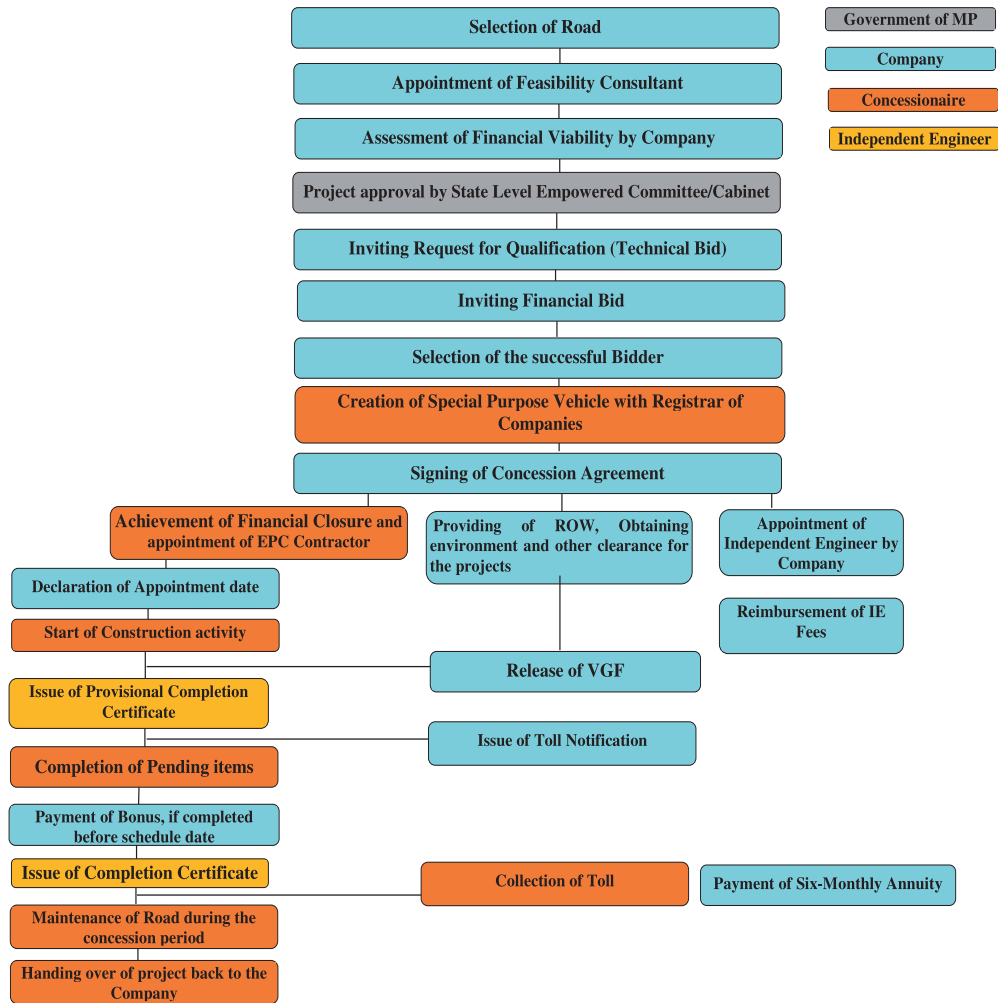 Selection of Road
Government of MP
Company
Appointment of Feasibility Consultant
Concessionaire
Assessment of Financial Viability by Company
Independent Engineer
Project approval by State Level Empowered Committee/Cabinet
Inviting Request for Qualification (Technical Bid)
Inviting Financial Bid
Selection of the successful Bidder
Creation of Special Purpose Vehicle with Registrar of
Companies
Signing of Concession Agreement
Achievement of Financial Closure and
appointment of EPC Contractor
Providing of ROW, Obtaining
environment and other clearance for
the projects
Appointment of
Independent Engineer by
Company
Declaration of Appointment date
Start of Construction activity
Reimbursement of IE
Fees
Release of VGF
Issue of Provisional Completion
Certificate
Issue of Toll Notification
Completion of Pending items
Payment of Bonus, if completed
before schedule date
Issue of Completion Certificate
Collection of Toll
Payment of Six-Monthly Annuity
Maintenance of Road during the
concession period
Handing over of project back to the
Company